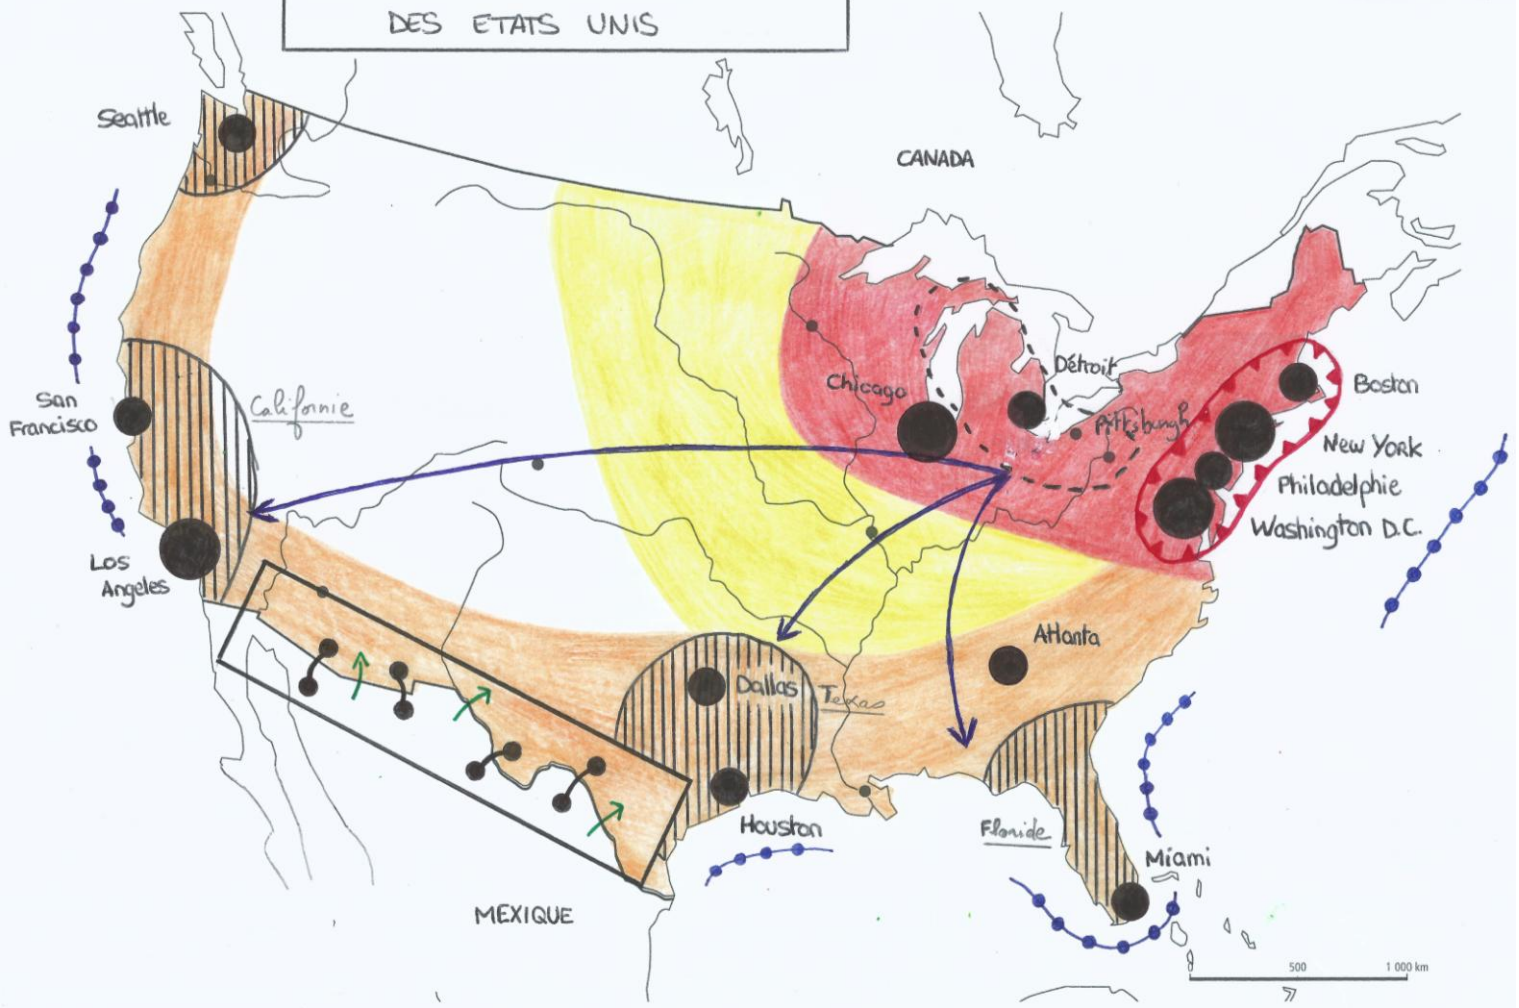 DES ETATS UNIS
Seattle
CANADA
Détroit
Chicago
Pittsburgh
Boston
San
Francisco
Californie
New YORK
Philadelphie
Washington D.C.
Los
Angeles
Atlanta
Dallas
Texas
Houston
Floride
Miami
MEXIQUE
0 500 1 000 km